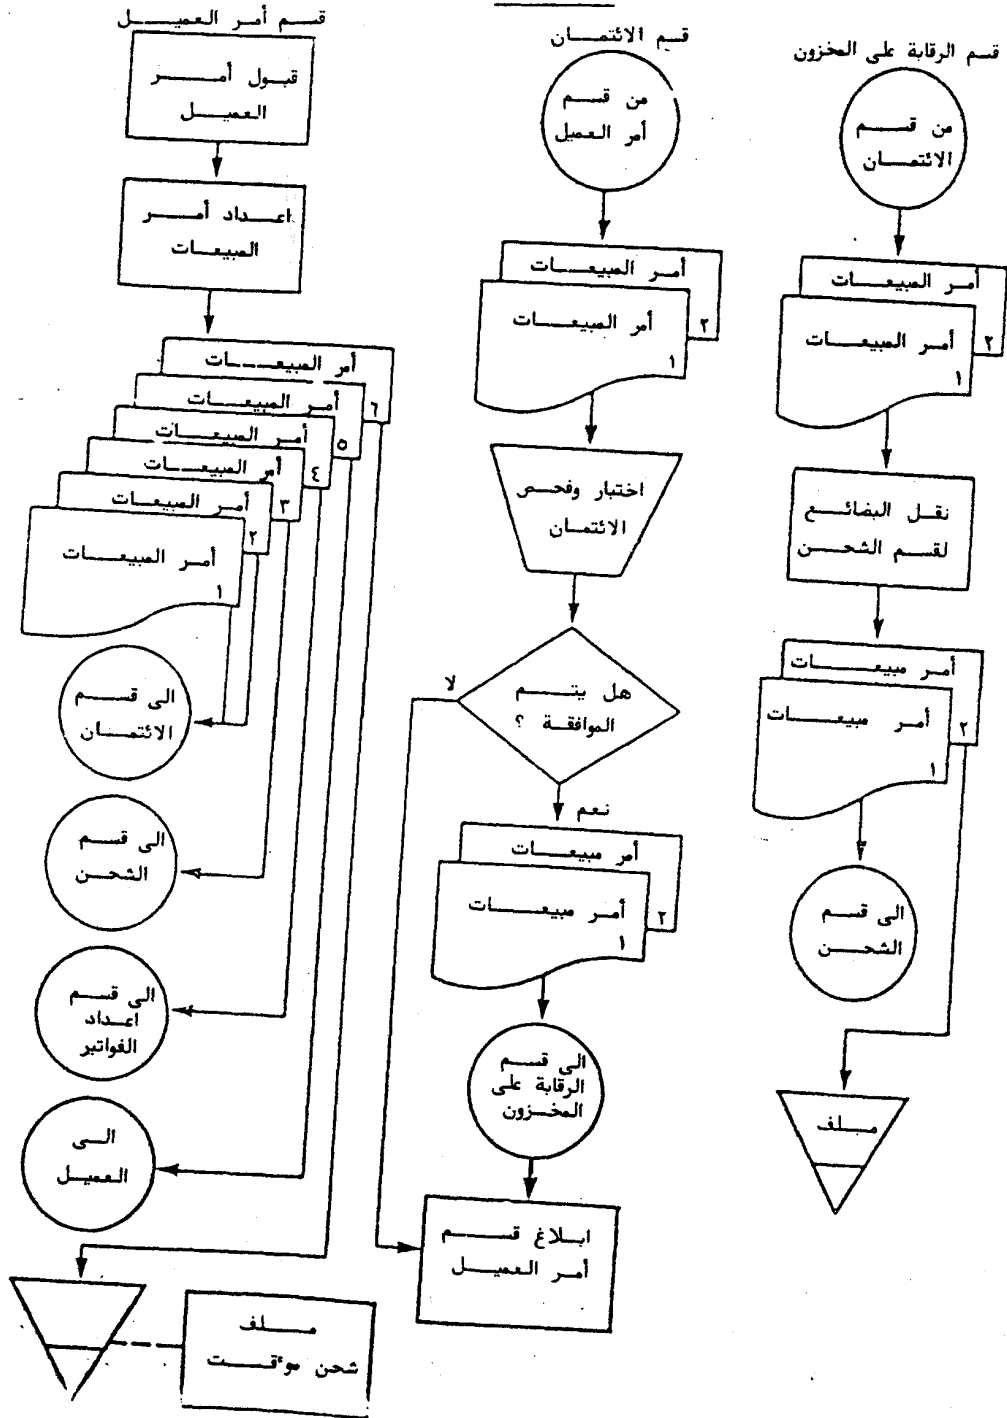 قسم أمر العميل
قبول أمر
العميل
اعداد أمر
المبيعات
أمر المبيعات
٦
أمر المبيعات
٥
أمر المبيعات
٤
أمر المبيعات
٣
أمر المبيعات
٢
أمر المبيعات
١
الى قسم
الائتمان
الى قسم
الشحن
الى قسم
اعداد
الفواتير
الى
العميل
ملف
شحن موٴقت
قسم الائتمان
من قسم
أمر العميل
أمر المبيعات
٢
أمر المبيعات
١
اختبار وفحص
الائتمان
هل يتم
الموافقة ؟
لا
نعم
أمر مبيعات
٢
أمر مبيعات
١
الى قسم
الرقابة على
المخزون
ابلاغ قسم
أمر العميل
قسم الرقابة على المخزون
من قسم
الائتمان
أمر المبيعات
٢
أمر المبيعات
١
نقل البضائع
لقسم الشحن
أمر مبيعات
٢
أمر مبيعات
١
الى قسم
الشحن
ملف